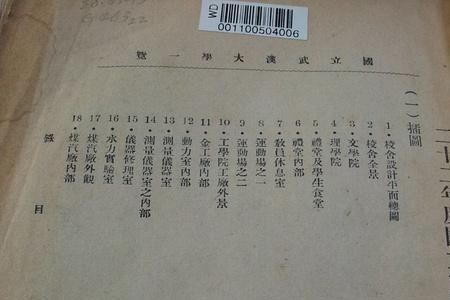 WD
001100504006
國立武漢大學一覽
(一) 插圖
1・校舍設計平面總圖
2・校舍全景
3・文學院
4・理學院
5・禮堂及學生食堂
6・禮堂內部
7・教員休息室
8・運動場之一
9・運動場之二
10・工學院工廠外景
11・金工廠內部
12・動力室內部
13・測量儀器室
14・測量儀器室之內部
15・儀器修理室
16・水力實驗室
17・煤汽廠外觀
18・煤汽廠內部
目